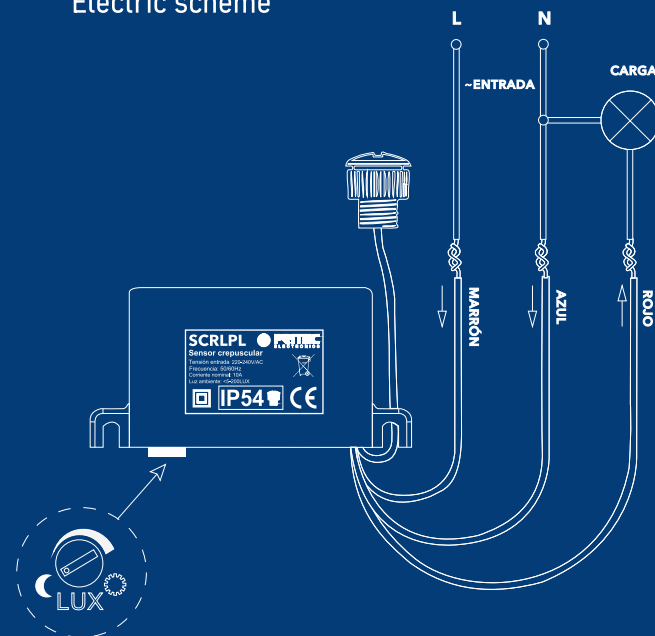 Electric scheme
L
N
~ENTRADA
CARGA
MARRÓN
AZUL
ROJO
SCRLPL
ELECTRONICS
Sensor crepuscular
Tensión entrada: 220-240V/AC
Frecuencia: 50/60Hz
Corriente nominal: 10A
Luz ambiente: <5-200LUX
IP54
CE
LUX